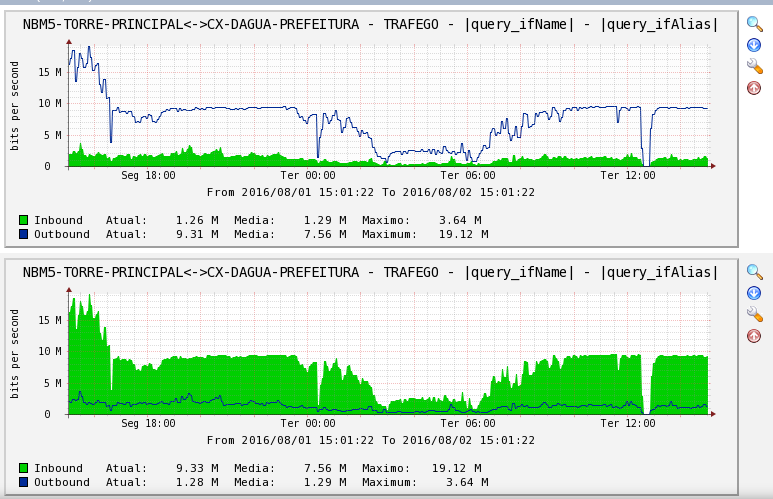 NBM5-TORRE-PRINCIPAL<->CX-DAGUA-PREFEITURA - TRAFEGO - |query_ifName| - |query_ifAlias|
bits per second
15 M
10 M
5 M
0
Seg 18:00 Ter 00:00 Ter 06:00 Ter 12:00
From 2016/08/01 15:01:22 To 2016/08/02 15:01:22
Inbound Atual: 1.26 M Media: 1.29 M Maximo: 3.64 M
Outbound Atual: 9.31 M Media: 7.56 M Maximum: 19.12 M
NBM5-TORRE-PRINCIPAL<->CX-DAGUA-PREFEITURA - TRAFEGO - |query_ifName| - |query_ifAlias|
bits per second
15 M
10 M
5 M
0
Seg 18:00 Ter 00:00 Ter 06:00 Ter 12:00
From 2016/08/01 15:01:22 To 2016/08/02 15:01:22
Inbound Atual: 9.33 M Media: 7.56 M Maximo: 19.12 M
Outbound Atual: 1.28 M Media: 1.29 M Maximum: 3.64 M